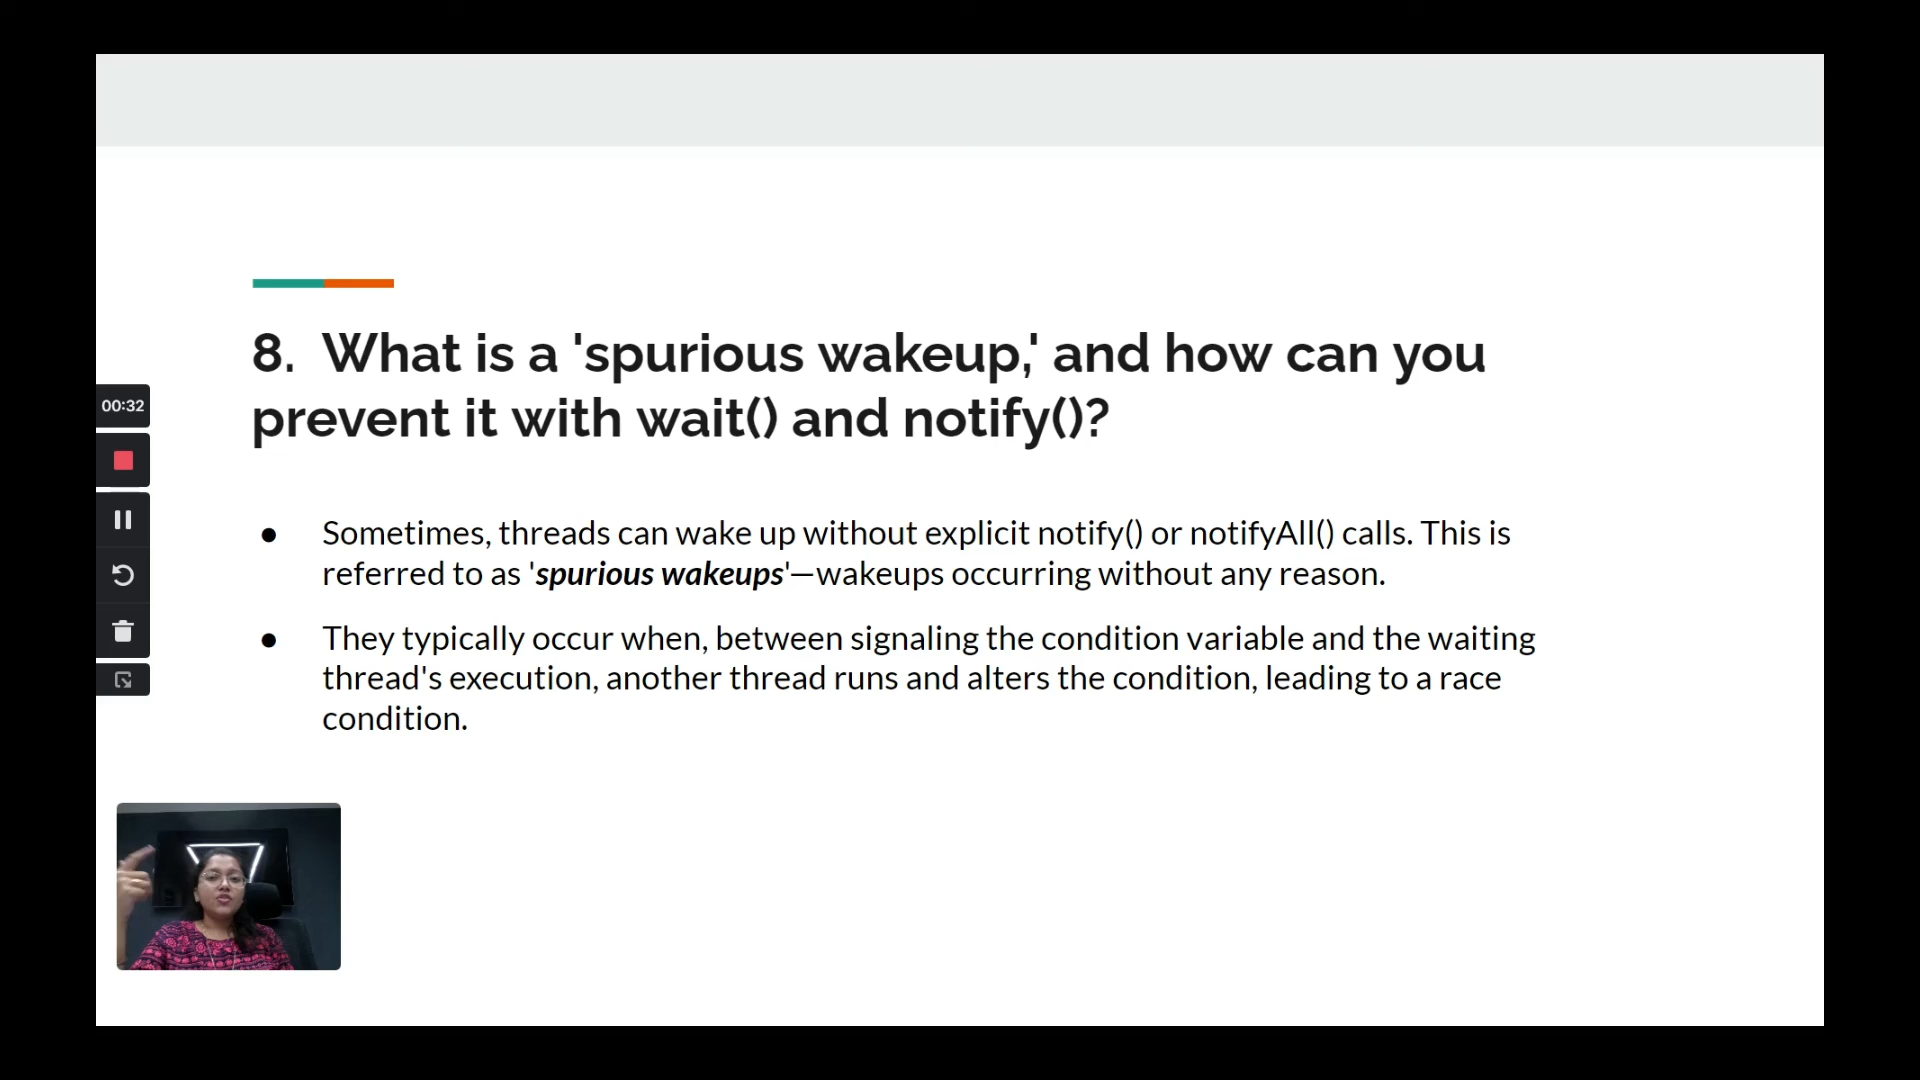 8. What is a 'spurious wakeup,' and how can you
prevent it with wait() and notify()?
00:32
● Sometimes, threads can wake up without explicit notify() or notifyAll() calls. This is
referred to as 'spurious wakeups'—wakeups occurring without any reason.
● They typically occur when, between signaling the condition variable and the waiting
thread's execution, another thread runs and alters the condition, leading to a race
condition.